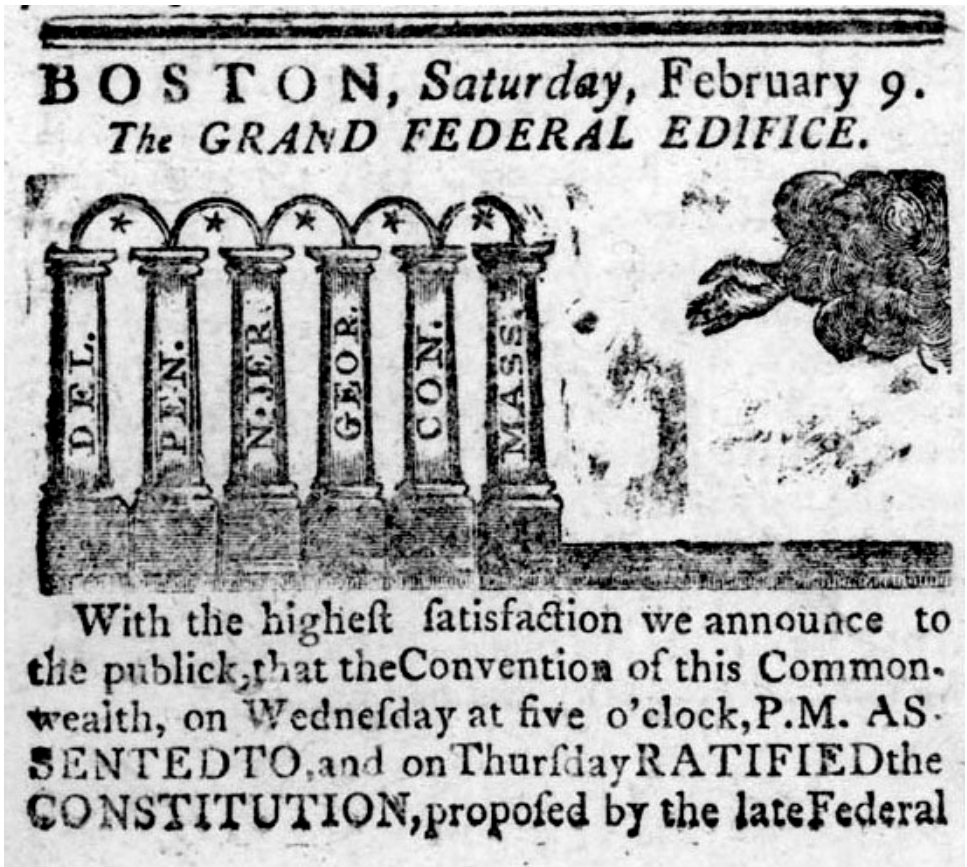 BOSTON, Saturday, February 9.
The GRAND FEDERAL EDIFICE.
DEL.
PEN.
N. JER.
GEOR.
CON.
MASS.
With the higheſt ſatisfaction we announce to
the publick, that the Convention of this Common-
wealth, on Wedneſday at five o'clock, P.M. AS-
SENTED TO, and on Thurſday RATIFIED the
CONSTITUTION, propoſed by the late Federal